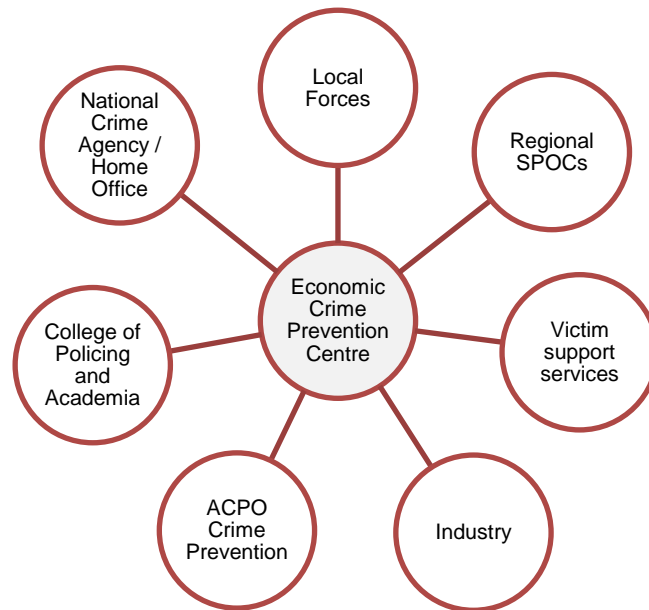 Local
Forces
National
Crime
Agency /
Home
Office
Regional
SPOCs
Economic
Crime
Prevention
Centre
College of
Policing
and
Academia
Victim
support
services
ACPO
Crime
Prevention
Industry